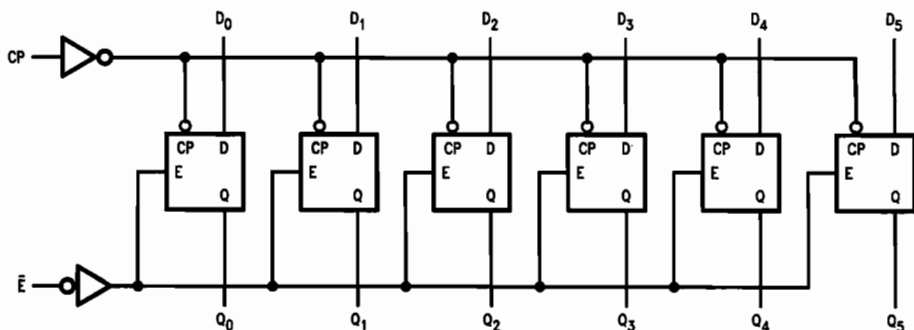 D0 D1 D2 D3 D4 D5
CP
CP D CP D CP D CP D CP D CP D
E E E E E E
Q Q Q Q Q Q
Ē
Q0 Q1 Q2 Q3 Q4 Q5